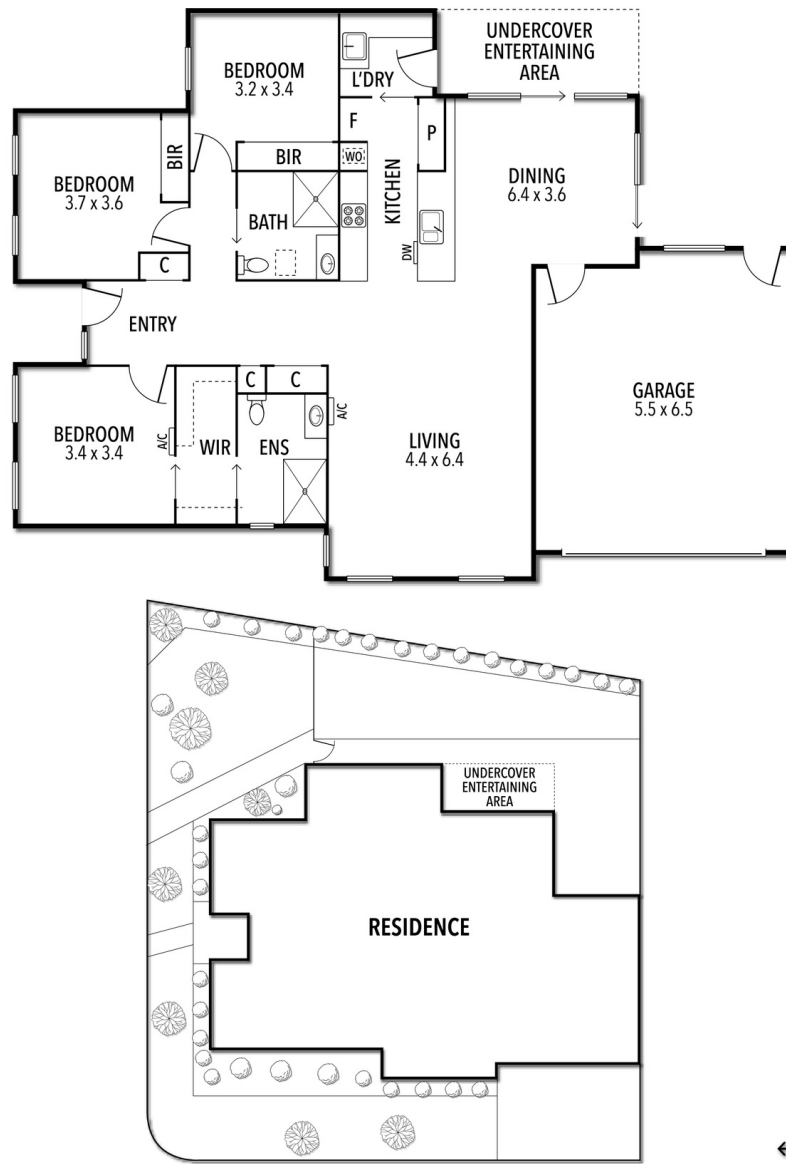 UNDERCOVER
ENTERTAINING
AREA
BEDROOM
3.2 x 3.4
L'DRY
F
P
BIR
BIR
WO
BEDROOM
3.7 x 3.6
BATH
KITCHEN
DINING
6.4 x 3.6
DW
C
ENTRY
C
C
GARAGE
5.5 x 6.5
BEDROOM
3.4 x 3.4
A/C
WIR
ENS
A/C
LIVING
4.4 x 6.4
UNDERCOVER
ENTERTAINING
AREA
RESIDENCE